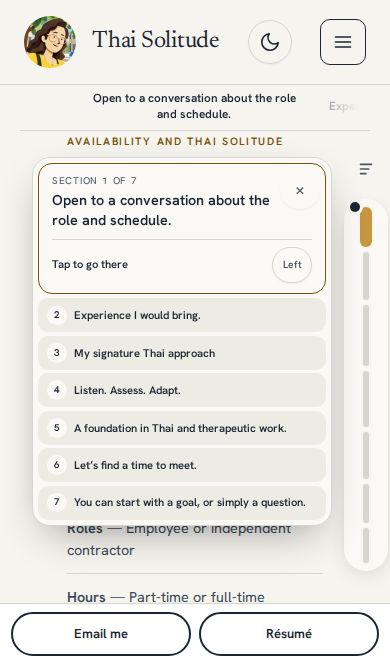 Thai Solitude
Open to a conversation about the role
and schedule.
Expe
AVAILABILITY AND THAI SOLITUDE
SECTION 1 OF 7
Open to a conversation about the
role and schedule.
Tap to go there
Left
2 Experience I would bring.
3 My signature Thai approach
4 Listen. Assess. Adapt.
5 A foundation in Thai and therapeutic work.
6 Let’s find a time to meet.
7 You can start with a goal, or simply a question.
Roles — Employee or independent
contractor
Hours — Part-time or full-time
Email me
Résumé